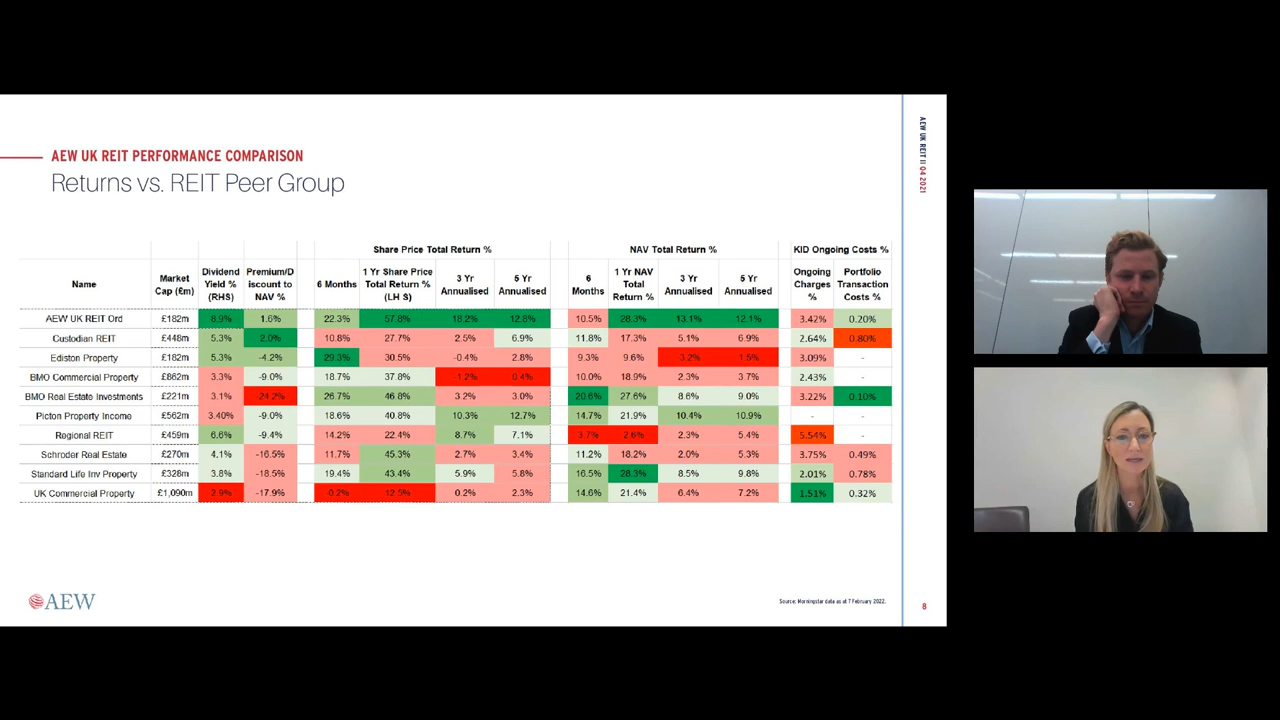 AEW UK REIT PERFORMANCE COMPARISON
Returns vs. REIT Peer Group
AEW UK REIT || Q4 2021
Share Price Total Return % NAV Total Return % KID Ongoing Costs %
Name Market Cap (£m) Dividend Yield % (RHS) Premium/D iscount to NAV % 6 Months 1 Yr Share Price Total Return % (LH S) 3 Yr Annualised 5 Yr Annualised 6 Months 1 Yr NAV Total Return % 3 Yr Annualised 5 Yr Annualised Ongoing Charges % Portfolio Transaction Costs %
AEW UK REIT Ord £182m 8.9% 1.6% 22.3% 57.8% 18.2% 12.8% 10.5% 28.3% 13.1% 12.1% 3.42% 0.20%
Custodian REIT £448m 5.3% 2.0% 10.8% 27.7% 2.5% 6.9% 11.8% 17.3% 5.1% 6.9% 2.64% 0.80%
Ediston Property £182m 5.3% -4.2% 29.3% 30.5% -0.4% 2.8% 9.3% 9.6% -3.2% 1.5% 3.09% -
BMO Commercial Property £862m 3.3% -9.0% 18.7% 37.8% -1.2% 0.4% 10.0% 18.9% 2.3% 3.7% 2.43% -
BMO Real Estate Investments £221m 3.1% -24.2% 26.7% 46.8% 3.2% 3.0% 20.6% 27.6% 8.6% 9.0% 3.22% 0.10%
Picton Property Income £562m 3.40% -9.0% 18.6% 40.8% 10.3% 12.7% 14.7% 21.9% 10.4% 10.9% - -
Regional REIT £459m 6.6% -9.4% 14.2% 22.4% 8.7% 7.1% 3.7% 2.6% 2.3% 5.4% 5.54% -
Schroder Real Estate £270m 4.1% -16.5% 11.7% 45.3% 2.7% 3.4% 11.2% 18.2% 2.0% 5.3% 3.75% 0.49%
Standard Life Inv Property £328m 3.8% -18.5% 19.4% 43.4% 5.9% 5.8% 16.5% 28.3% 8.5% 9.8% 2.01% 0.78%
UK Commercial Property £1,090m 2.9% -17.9% -0.2% 12.5% 0.2% 2.3% 14.6% 21.4% 6.4% 7.2% 1.51% 0.32%
AEW
Source: Morningstar data as at 7 February 2022.
8